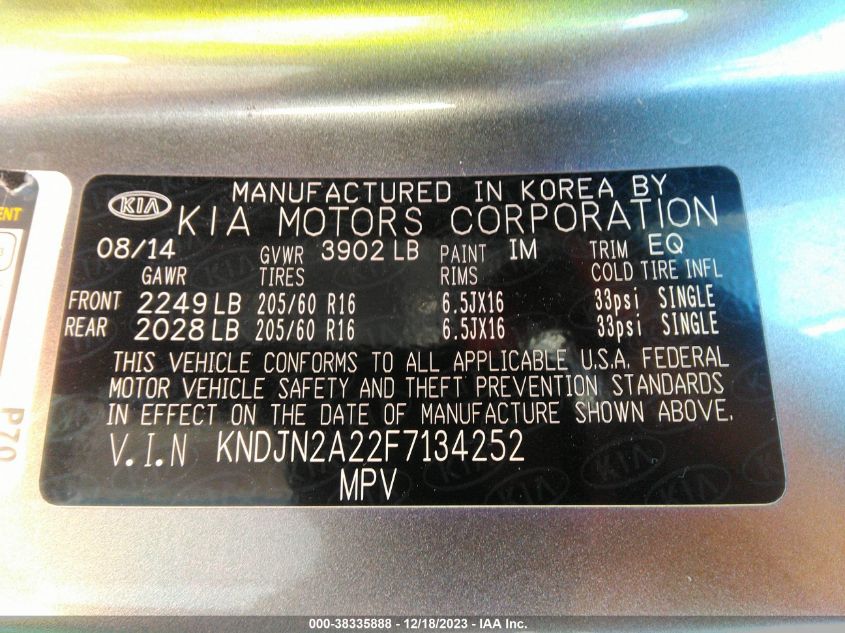 MANUFACTURED IN KOREA BY
KIA KIA MOTORS CORPORATION
08/14 GVWR 3902 LB PAINT IM TRIM EQ
GAWR TIRES RIMS COLD TIRE INFL
FRONT 2249 LB 205/60 R16 6.5JX16 33psi SINGLE
REAR 2028 LB 205/60 R16 6.5JX16 33psi SINGLE
THIS VEHICLE CONFORMS TO ALL APPLICABLE U.S.A. FEDERAL
MOTOR VEHICLE SAFETY AND THEFT PREVENTION STANDARDS
IN EFFECT ON THE DATE OF MANUFACTURE SHOWN ABOVE.
V.I.N KNDJN2A22F7134252
MPV
000-38335888 - 12/18/2023 - IAA Inc.